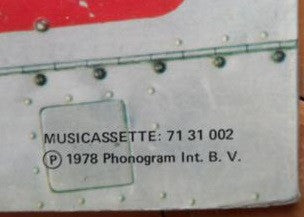 MUSICASSETTE: 71 31 002
Ⓟ 1978 Phonogram Int. B. V.